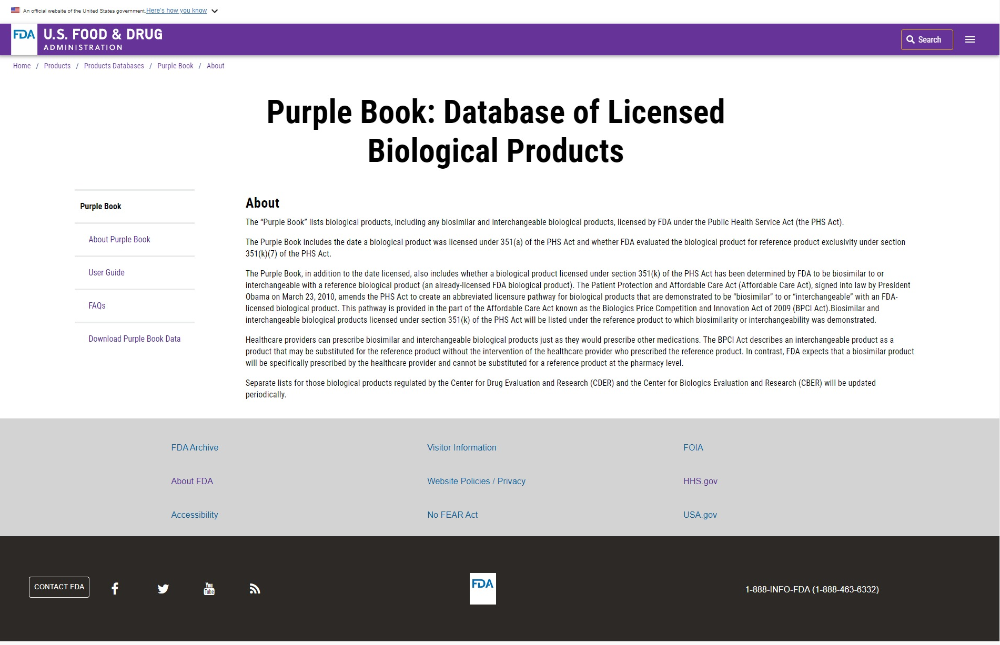 An official website of the United States government.Here's how you know
FDA U.S. FOOD & DRUG
ADMINISTRATION
Search
Home / Products / Products Databases / Purple Book / About
Purple Book: Database of Licensed
Biological Products
Purple Book
About Purple Book
User Guide
FAQs
Download Purple Book Data
About
The “Purple Book” lists biological products, including any biosimilar and interchangeable biological products, licensed by FDA under the Public Health Service Act (the PHS Act).
The Purple Book includes the date a biological product was licensed under 351(a) of the PHS Act and whether FDA evaluated the biological product for reference product exclusivity under section
351(k)(7) of the PHS Act.
The Purple Book, in addition to the date licensed, also includes whether a biological product licensed under section 351(k) of the PHS Act has been determined by FDA to be biosimilar to or
interchangeable with a reference biological product (an already-licensed FDA biological product). The Patient Protection and Affordable Care Act (Affordable Care Act), signed into law by President
Obama on March 23, 2010, amends the PHS Act to create an abbreviated licensure pathway for biological products that are demonstrated to be “biosimilar” to or “interchangeable” with an FDA-
licensed biological product. This pathway is provided in the part of the Affordable Care Act known as the Biologics Price Competition and Innovation Act of 2009 (BPCI Act).Biosimilar and
interchangeable biological products licensed under section 351(k) of the PHS Act will be listed under the reference product to which biosimilarity or interchangeability was demonstrated.
Healthcare providers can prescribe biosimilar and interchangeable biological products just as they would prescribe other medications. The BPCI Act describes an interchangeable product as a
product that may be substituted for the reference product without the intervention of the healthcare provider who prescribed the reference product. In contrast, FDA expects that a biosimilar product
will be specifically prescribed by the healthcare provider and cannot be substituted for a reference product at the pharmacy level.
Separate lists for those biological products regulated by the Center for Drug Evaluation and Research (CDER) and the Center for Biologics Evaluation and Research (CBER) will be updated
periodically.
FDA Archive
Visitor Information
FOIA
About FDA
Website Policies / Privacy
HHS.gov
Accessibility
No FEAR Act
USA.gov
CONTACT FDA
You
Tube
FDA
1-888-INFO-FDA (1-888-463-6332)